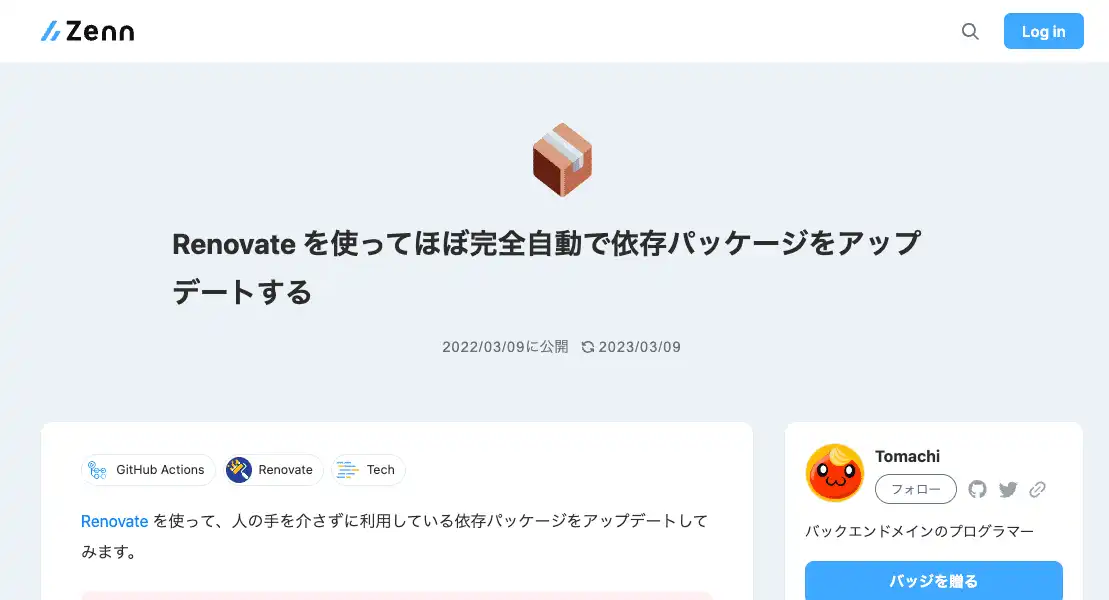 Zenn
Log in
Renovate を使ってほぼ完全自動で依存パッケージをアップ
デートする
2022/03/09に公開 2023/03/09
GitHub Actions Renovate Tech
Renovate を使って、人の手を介さずに利用している依存パッケージをアップデートして
みます。
Tomachi
フォロー
バックエンドメインのプログラマー
バッジを贈る